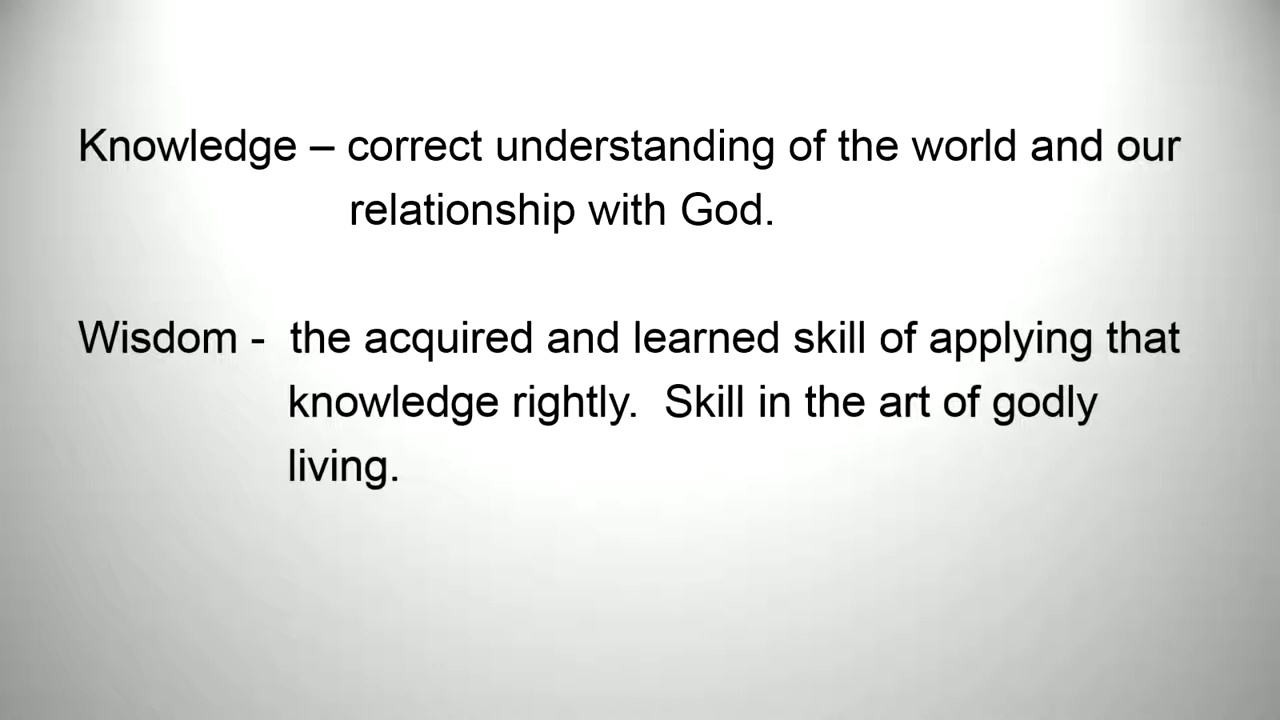 Knowledge – correct understanding of the world and our
relationship with God.
Wisdom - the acquired and learned skill of applying that
knowledge rightly. Skill in the art of godly
living.